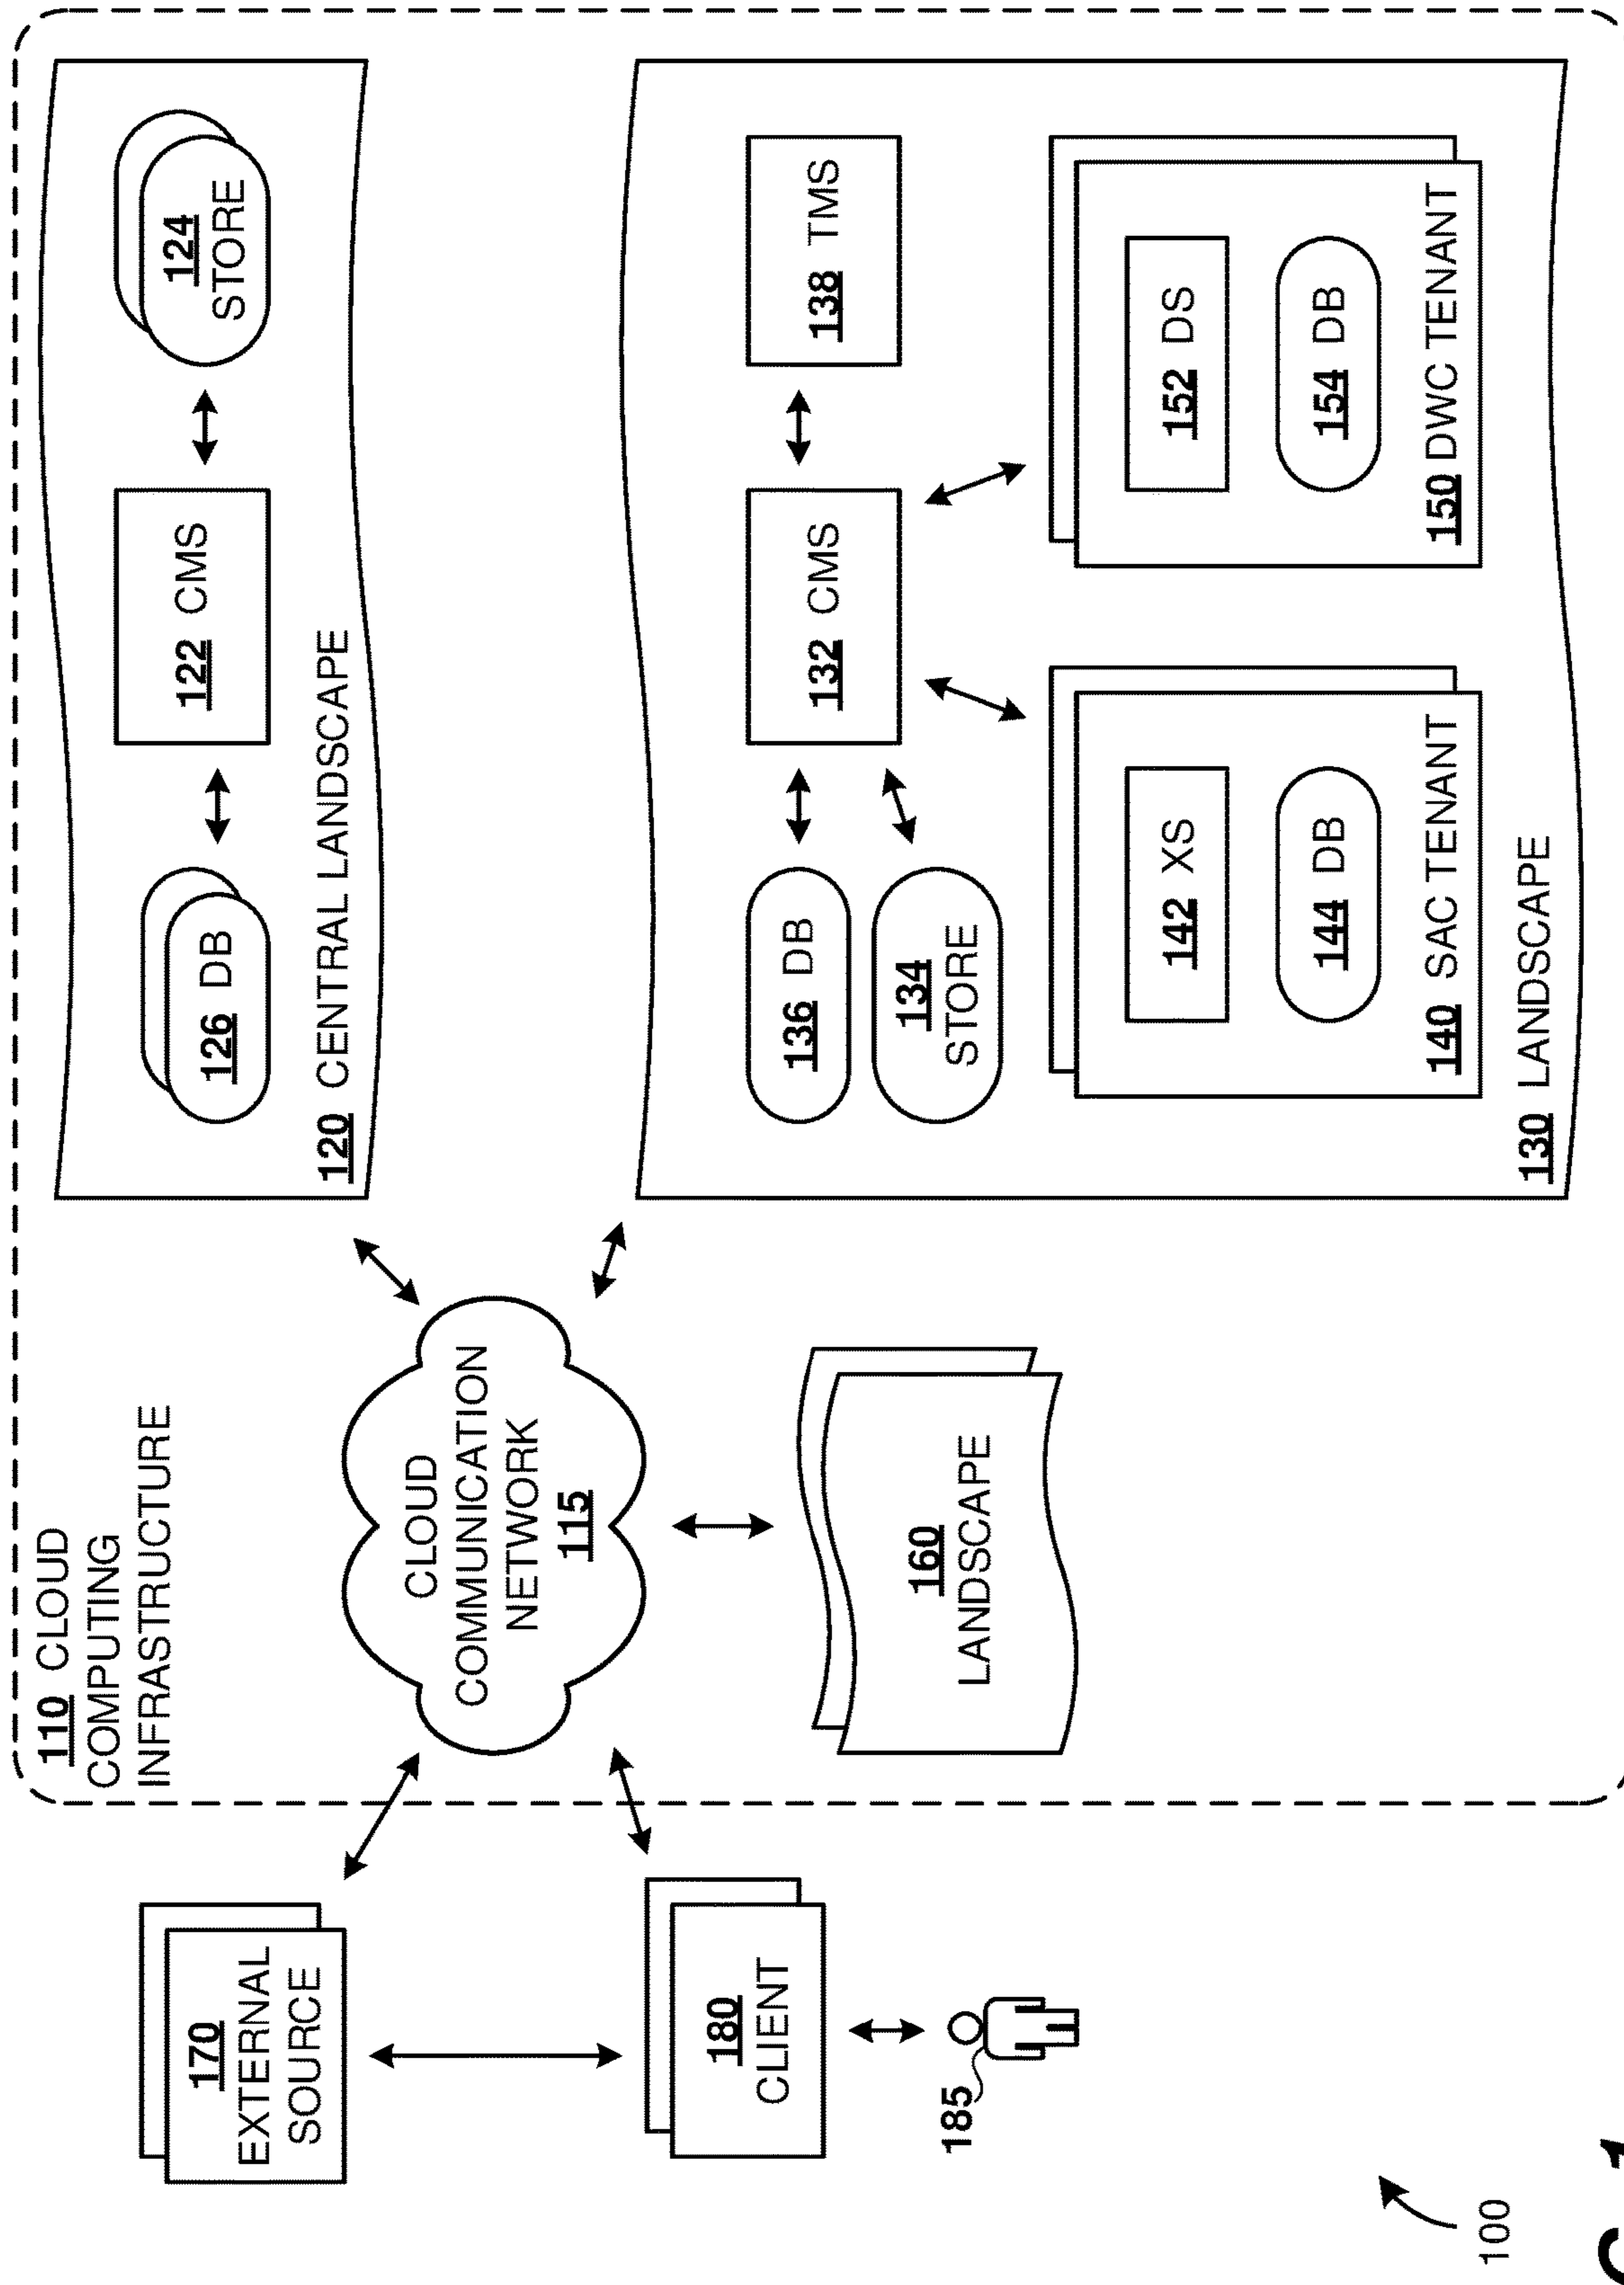 110 CLOUD
COMPUTING
INFRASTRUCTURE
170
EXTERNAL
SOURCE
180
CLIENT
185
CLOUD
COMMUNICATION
NETWORK
115
160
LANDSCAPE
126 DB
122 CMS
124
STORE
120 CENTRAL LANDSCAPE
136 DB
134
STORE
132 CMS
138 TMS
142 XS
144 DB
140 SAC TENANT
152 DS
154 DB
150 DWC TENANT
130 LANDSCAPE
100